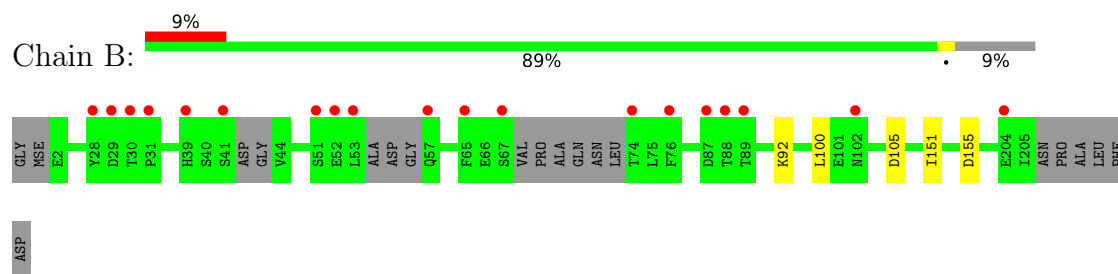 9%
Chain B:
89% • 9%
GLY MSE E2 Y28 D29 T30 P31 H39 S40 S41 ASP GLY V44 S51 E52 L53 ALA ASP GLY Q57 F65 E66 S67 VAL PRO ALA GLN ASN LEU T74 L75 F76 D87 T88 T89 K92 L100 E101 N102 D105 I151 D155 E204 I205 ASN PRO ALA LEU PHE
ASP